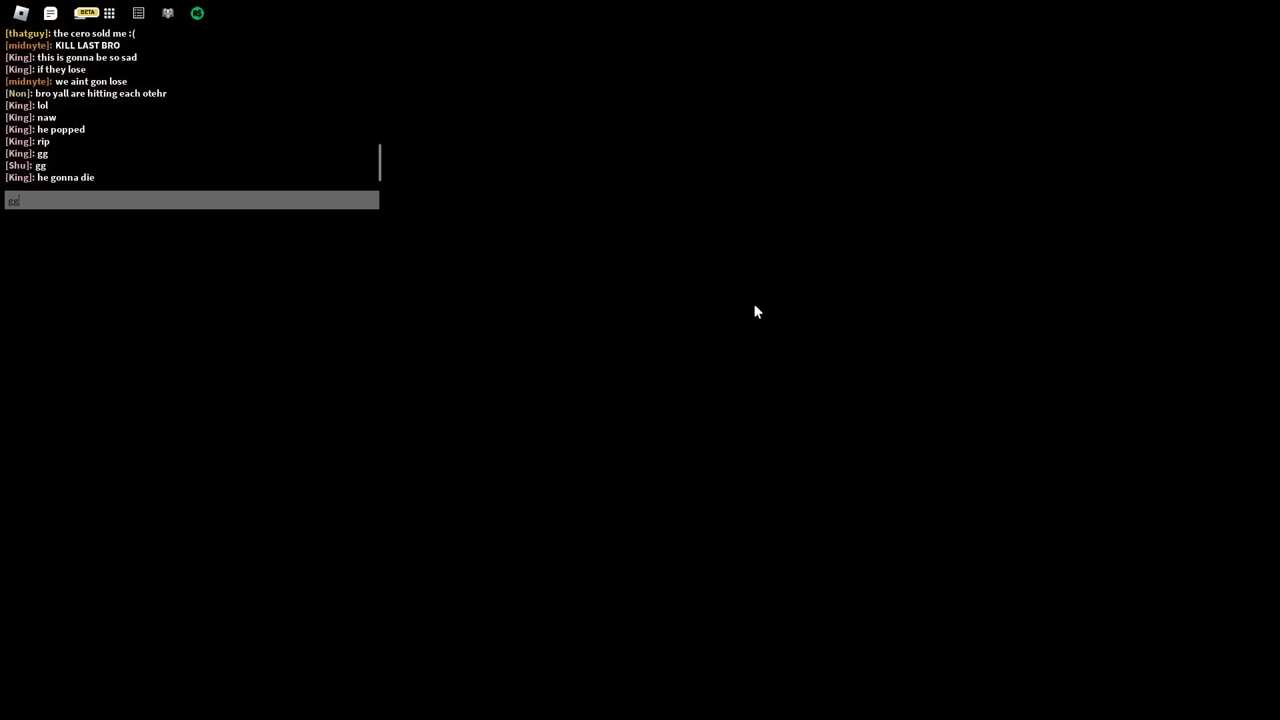 BETA
[thatguy]: the cero sold me :(
[midnyte]: KILL LAST BRO
[King]: this is gonna be so sad
[King]: if they lose
[midnyte]: we aint gon lose
[Non]: bro yall are hitting each otehr
[King]: lol
[King]: naw
[King]: he popped
[King]: rip
[King]: gg
[Shu]: gg
[King]: he gonna die
gg